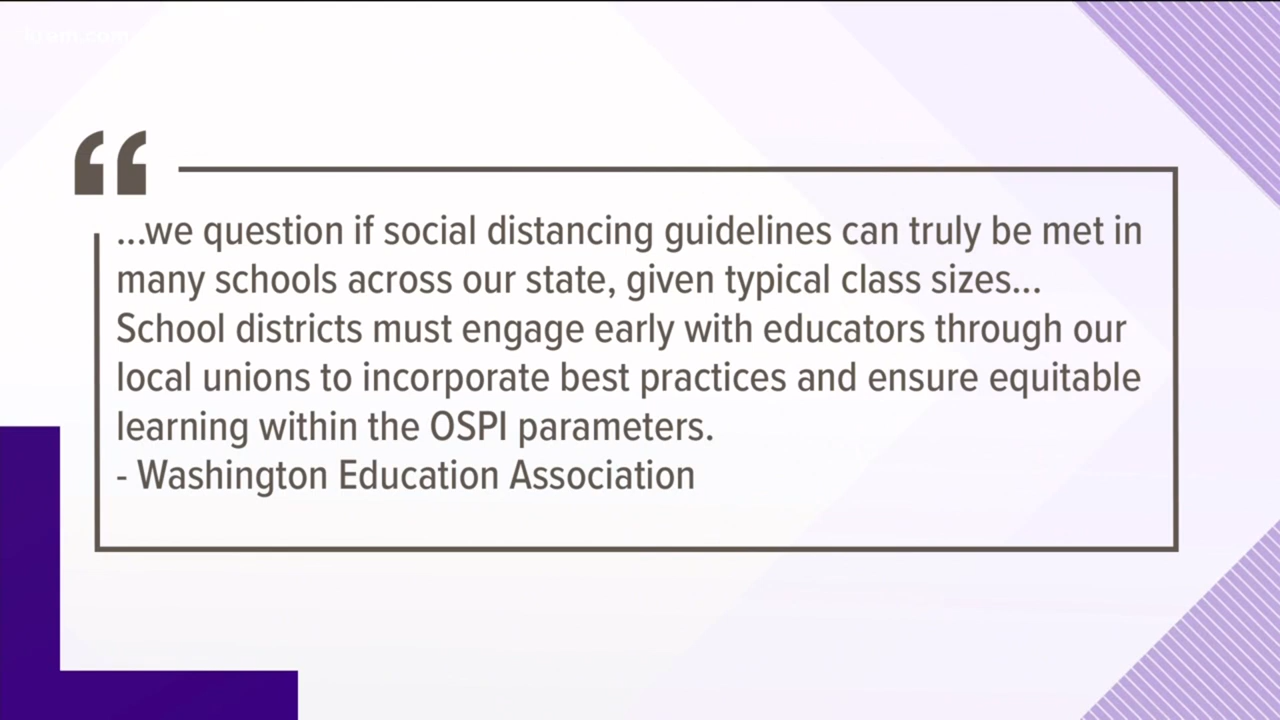 krem.com
“
...we question if social distancing guidelines can truly be met in
many schools across our state, given typical class sizes...
School districts must engage early with educators through our
local unions to incorporate best practices and ensure equitable
learning within the OSPI parameters.
- Washington Education Association